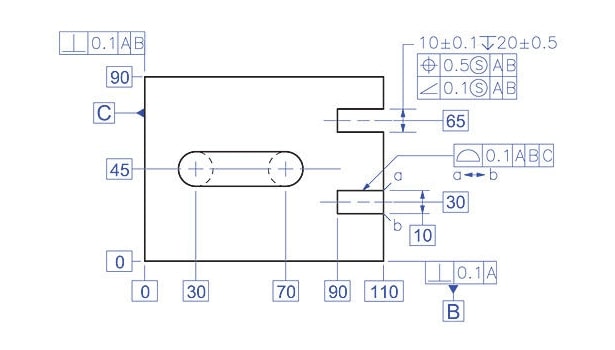 10±0.1↧20±0.5
⟂ 0.1 A B
⌖ 0.5 Ⓢ A B
∠ 0.1 Ⓢ A B
90
C
65
⌓ 0.1 A B C
a ↔ b
45
a
30
b
10
0
⟂ 0.1 A
0
30
70
90
110
B